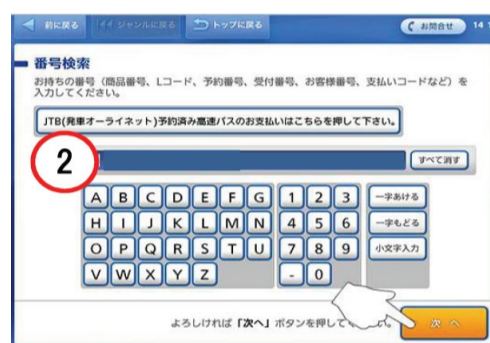 前に戻る ジャンルに戻る トップに戻る お問合せ 14
番号検索
お持ちの番号（商品番号、Lコード、予約番号、受付番号、お客様番号、支払いコードなど）を
入力してください。
JTB(発車オーライネット)予約済み高速バスのお支払いはこちらを押して下さい。
2 すべて消す
A B C D E F G 1 2 3 一字あける
H I J K L M N 4 5 6 一字もどる
O P Q R S T U 7 8 9 小文字入力
V W X Y Z - 0
よろしければ「次へ」ボタンを押して 次へ